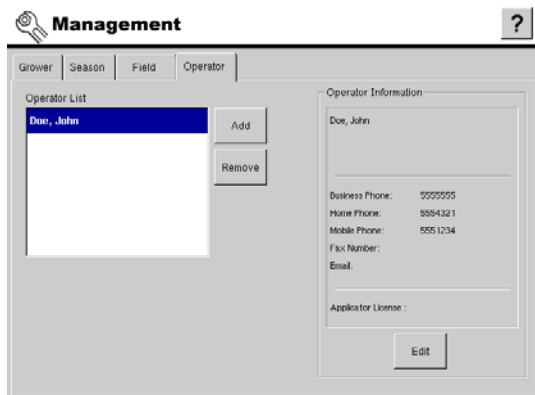 Management
?
Grower Season Field Operator
Operator List
Doe, John
Add
Remove
Operator Information
Doe, John
Business Phone: 5555555
Home Phone: 5554321
Mobile Phone: 5551234
Fax Number:
Email:
Applicator License :
Edit